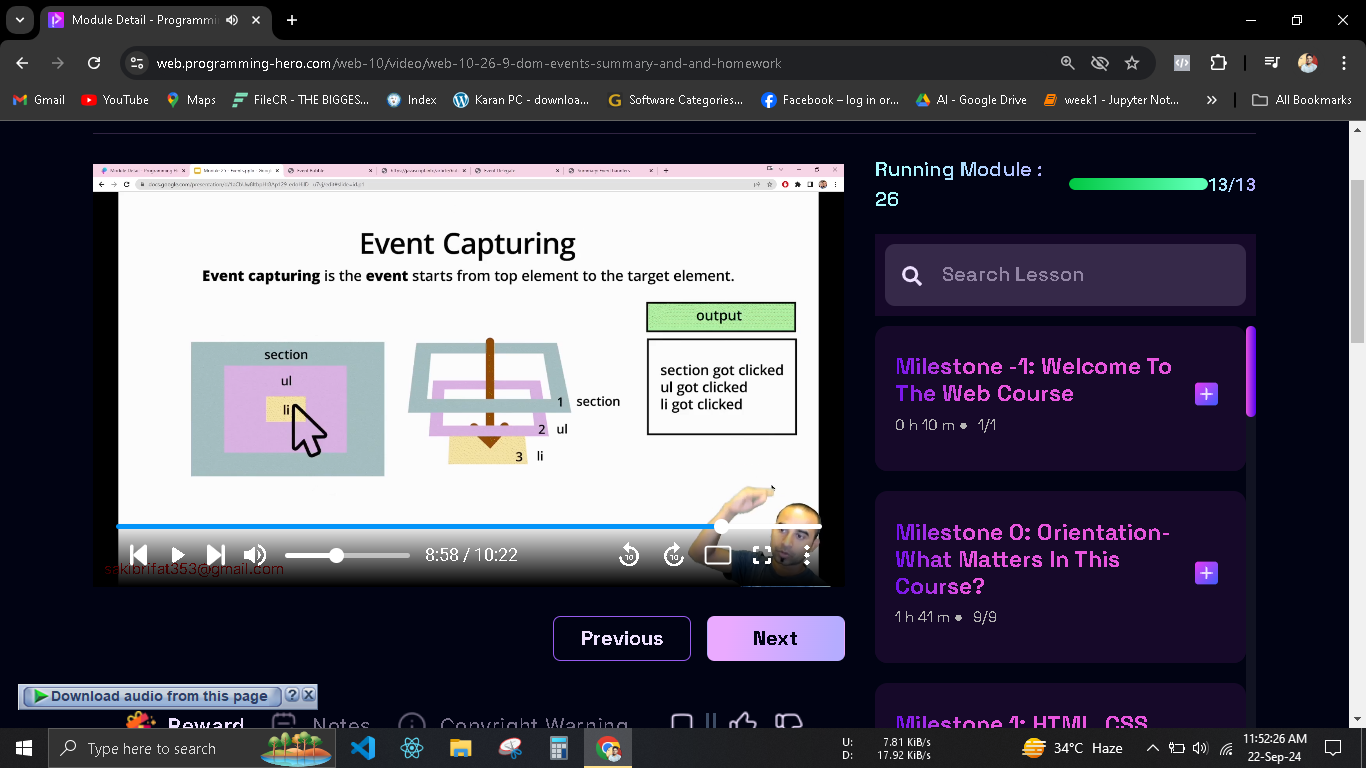 Module Detail - Programmi
web.programming-hero.com/web-10/video/web-10-26-9-dom-events-summary-and-and-homework
Gmail
YouTube
Maps
FileCR - THE BIGGES...
Index
Karan PC - downloa...
Software Categories...
Facebook – log in or...
AI - Google Drive
week1 - Jupyter Not...
»
All Bookmarks
Event Bubble
Event Delegate
Event Capturing
Event capturing is the event starts from top element to the target element.
section
ul
li
1 section
2 ul
3 li
output
section got clicked
ul got clicked
li got clicked
10
10
8:58 / 10:22
sakibrifat353@gmail.com
Previous
Next
Running Module :
26
13/13
Search Lesson
Milestone -1: Welcome To
The Web Course
0 h 10 m ● 1/1
Milestone 0: Orientation-
What Matters In This
Course?
1 h 41 m ● 9/9
Milestone 1: HTML, CSS
Download audio from this page
?
Reward
Notes
Copyright Warning
Type here to search
U: 7.81 KiB/s
D: 17.92 KiB/s
34°C Haze
11:52:26 AM
22-Sep-24